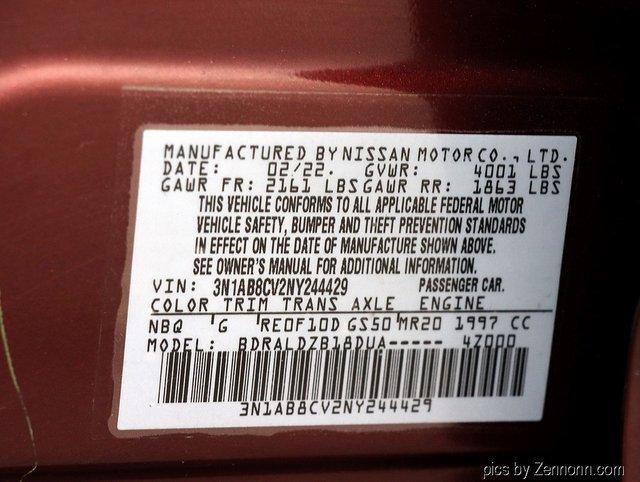 MANUFACTURED BY NISSAN MOTOR CO., LTD.
DATE: 02/22. GVWR: 4001 LBS
GAWR FR: 2161 LBS GAWR RR: 1863 LBS
THIS VEHICLE CONFORMS TO ALL APPLICABLE FEDERAL MOTOR
VEHICLE SAFETY, BUMPER AND THEFT PREVENTION STANDARDS
IN EFFECT ON THE DATE OF MANUFACTURE SHOWN ABOVE.
SEE OWNER'S MANUAL FOR ADDITIONAL INFORMATION.
VIN: 3N1AB8CV2NY244429 PASSENGER CAR.
COLOR TRIM TRANS AXLE ENGINE
NBQ G RE0F10D GS50 MR20 1997 CC
MODEL: BDRALDZB18DUA----- 47000
3N1AB8CV2NY244429
pics by Zennonn.com